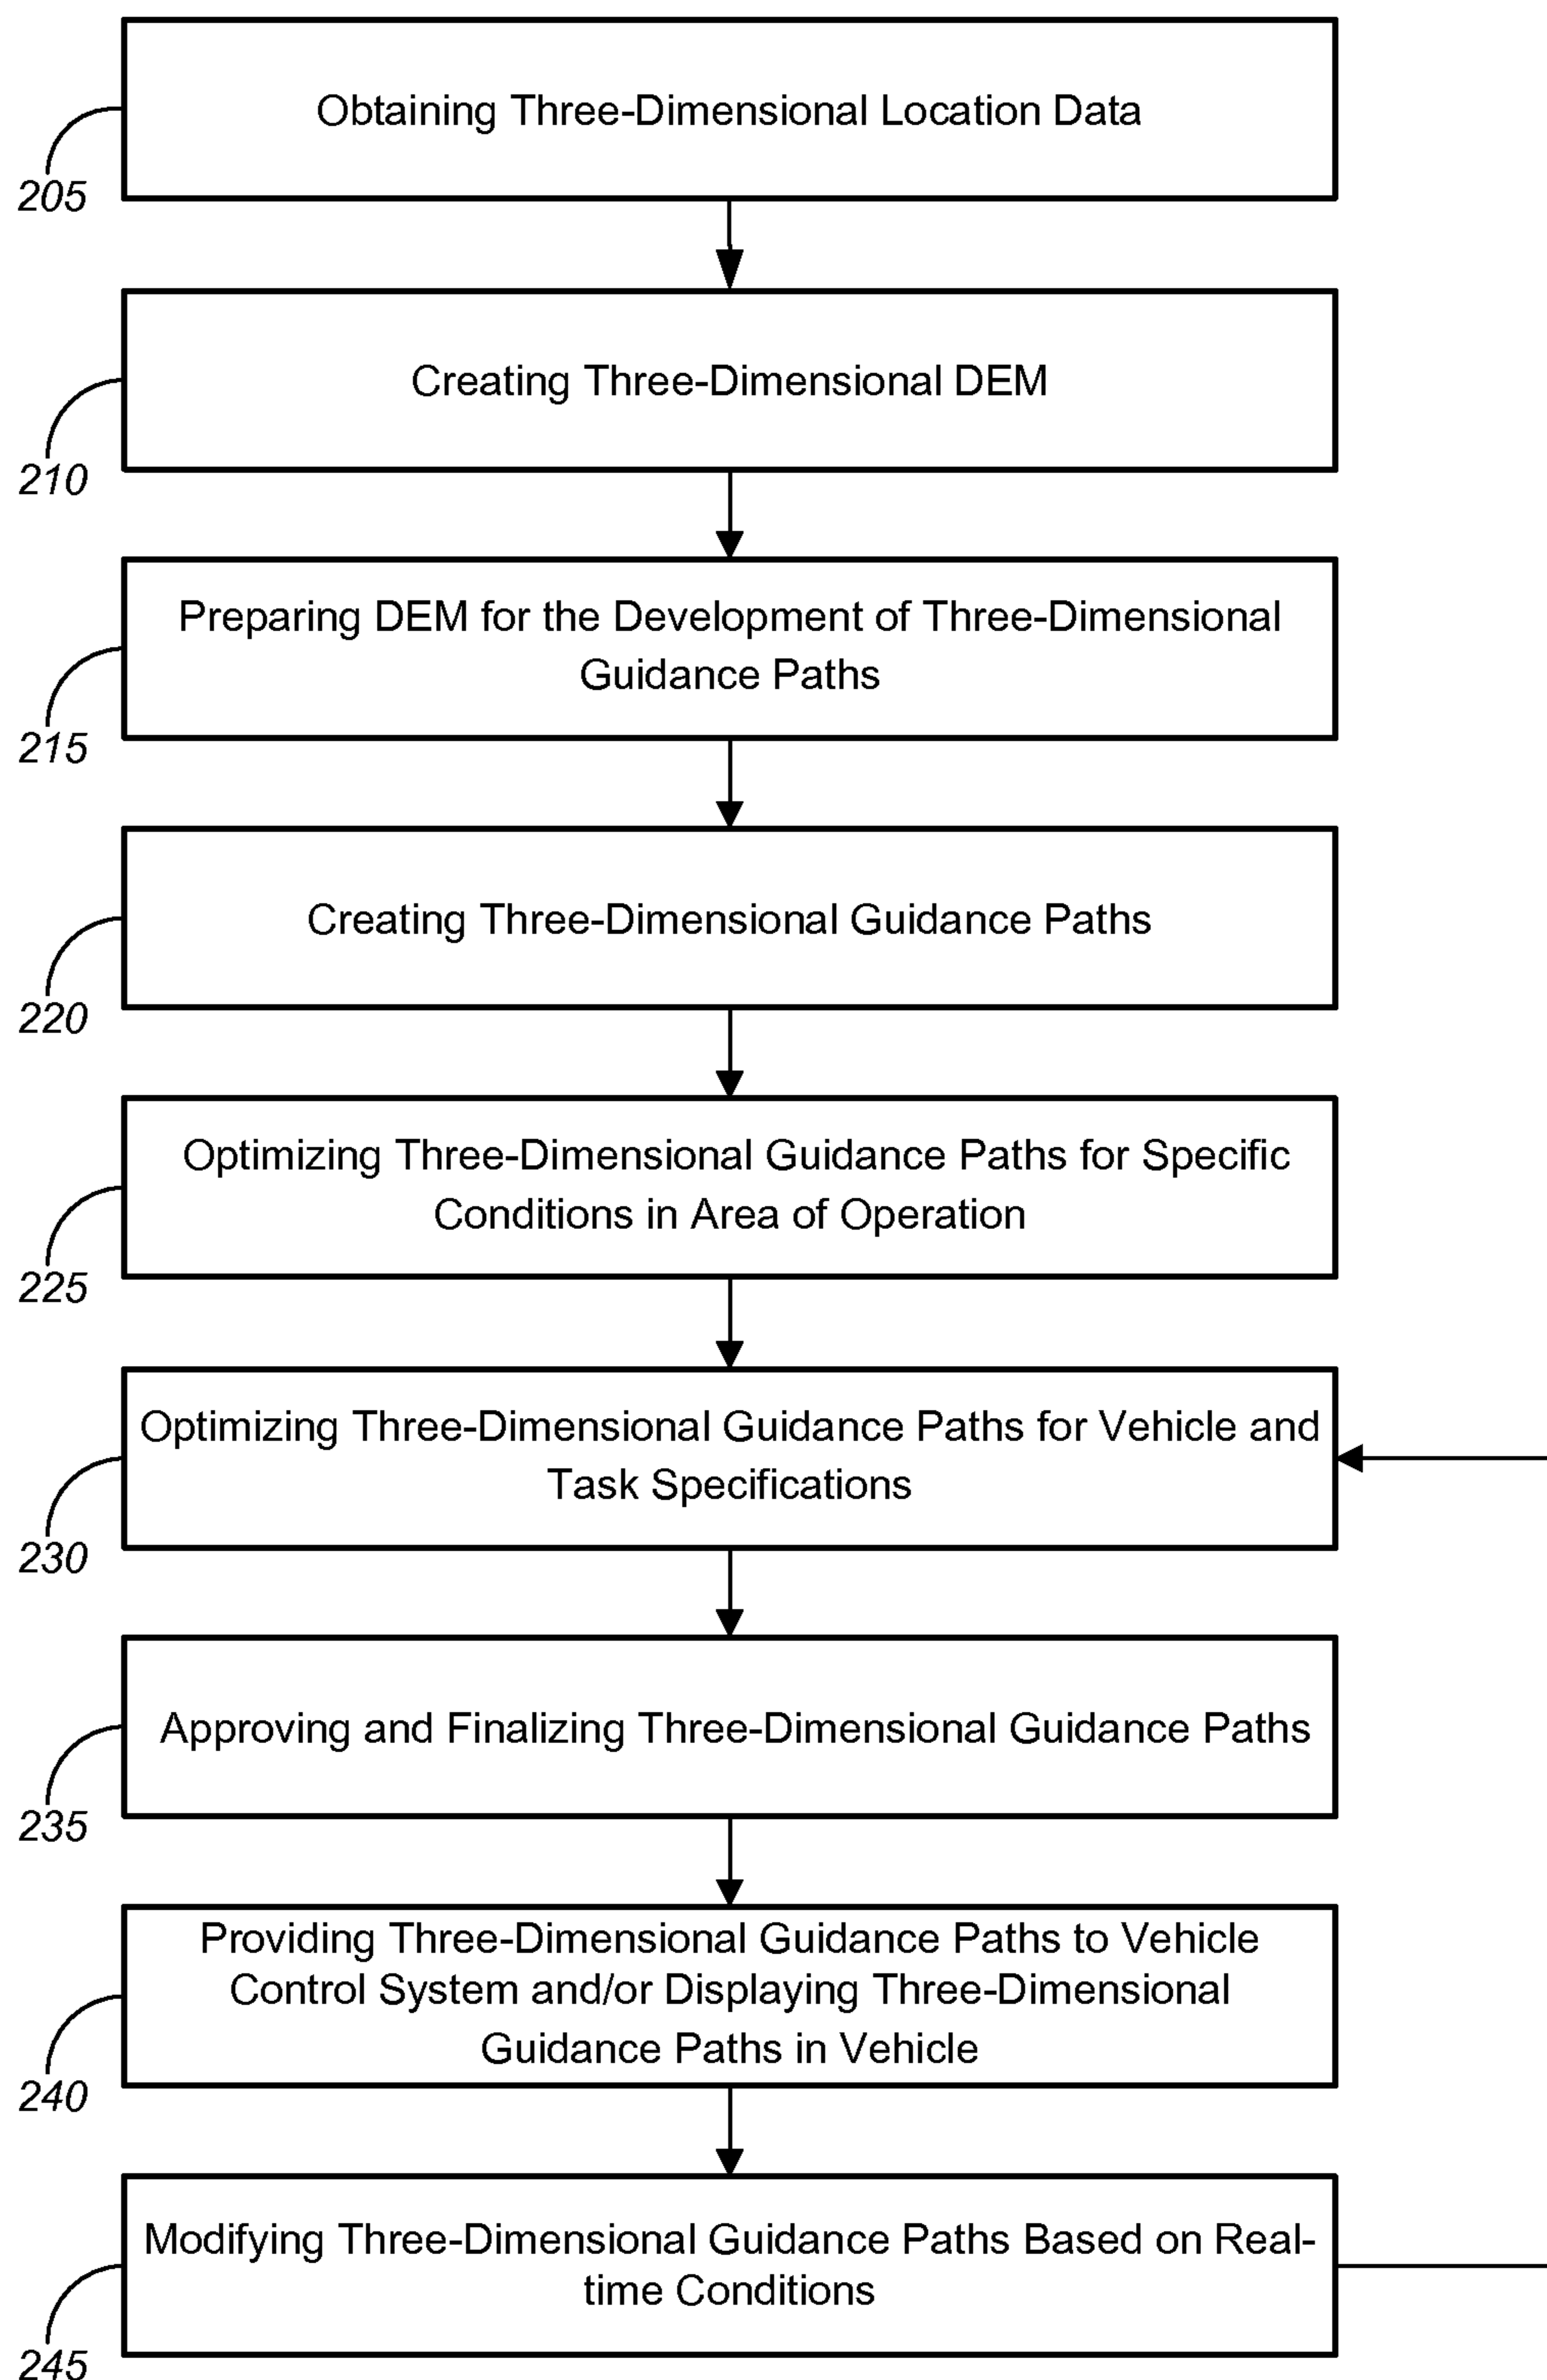 Obtaining Three-Dimensional Location Data
205
Creating Three-Dimensional DEM
210
Preparing DEM for the Development of Three-Dimensional
Guidance Paths
215
Creating Three-Dimensional Guidance Paths
220
Optimizing Three-Dimensional Guidance Paths for Specific
Conditions in Area of Operation
225
Optimizing Three-Dimensional Guidance Paths for Vehicle and
Task Specifications
230
Approving and Finalizing Three-Dimensional Guidance Paths
235
Providing Three-Dimensional Guidance Paths to Vehicle
Control System and/or Displaying Three-Dimensional
Guidance Paths in Vehicle
240
Modifying Three-Dimensional Guidance Paths Based on Real-
time Conditions
245